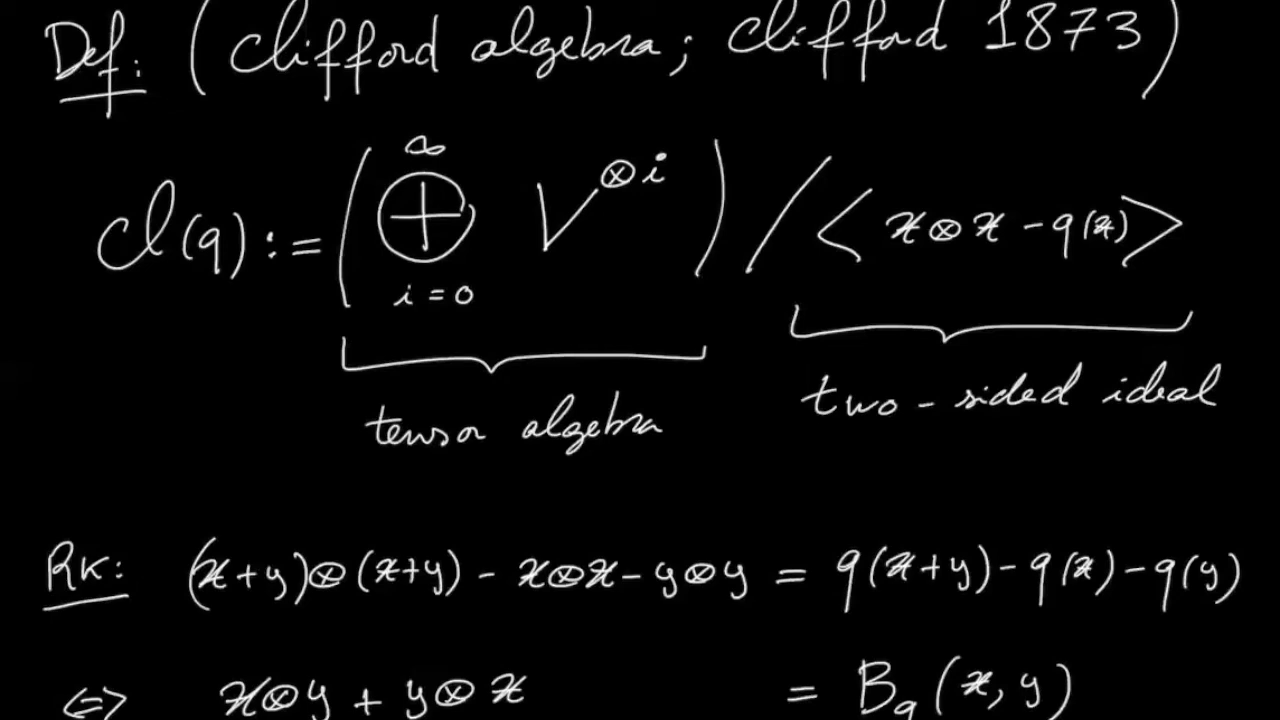 Def: (Clifford algebra; Clifford 1873)
Cl(q) := ( ⊕_{i=0}^{∞} V^{⊗i} ) / < x⊗x - q(x) >
tensor algebra
two-sided ideal
Rk: (x+y)⊗(x+y) - x⊗x - y⊗y = q(x+y) - q(x) - q(y)
⇔ x⊗y + y⊗x = B_q(x,y)